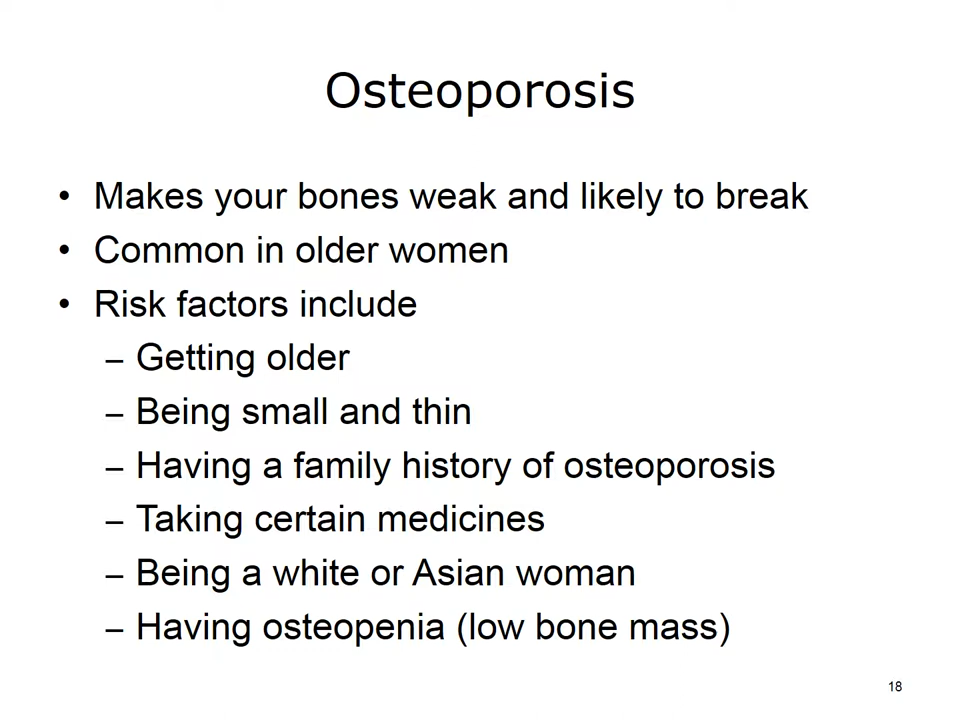 Osteoporosis
• Makes your bones weak and likely to break
• Common in older women
• Risk factors include
– Getting older
– Being small and thin
– Having a family history of osteoporosis
– Taking certain medicines
– Being a white or Asian woman
– Having osteopenia (low bone mass)
18